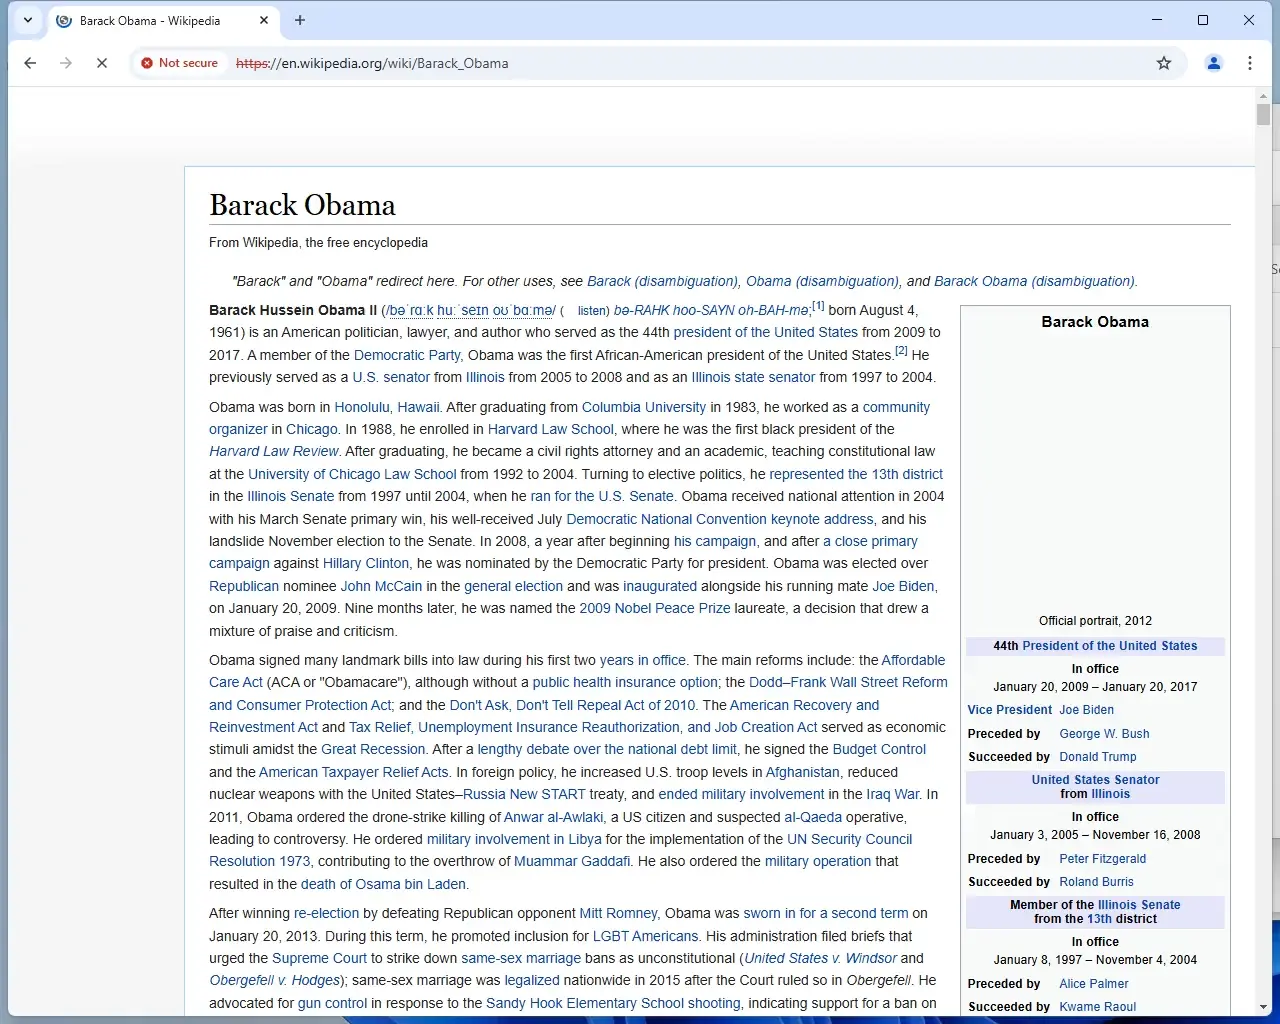 Barack Obama - Wikipedia
Not secure https://en.wikipedia.org/wiki/Barack_Obama
Barack Obama
From Wikipedia, the free encyclopedia
"Barack" and "Obama" redirect here. For other uses, see Barack (disambiguation), Obama (disambiguation), and Barack Obama (disambiguation).
Barack Hussein Obama II (/bəˈrɑːk huːˈseɪn oʊˈbɑːmə/ ( listen) bə-RAHK hoo-SAYN oh-BAH-mə;[1] born August 4,
1961) is an American politician, lawyer, and author who served as the 44th president of the United States from 2009 to
2017. A member of the Democratic Party, Obama was the first African-American president of the United States.[2] He
previously served as a U.S. senator from Illinois from 2005 to 2008 and as an Illinois state senator from 1997 to 2004.
Obama was born in Honolulu, Hawaii. After graduating from Columbia University in 1983, he worked as a community
organizer in Chicago. In 1988, he enrolled in Harvard Law School, where he was the first black president of the
Harvard Law Review. After graduating, he became a civil rights attorney and an academic, teaching constitutional law
at the University of Chicago Law School from 1992 to 2004. Turning to elective politics, he represented the 13th district
in the Illinois Senate from 1997 until 2004, when he ran for the U.S. Senate. Obama received national attention in 2004
with his March Senate primary win, his well-received July Democratic National Convention keynote address, and his
landslide November election to the Senate. In 2008, a year after beginning his campaign, and after a close primary
campaign against Hillary Clinton, he was nominated by the Democratic Party for president. Obama was elected over
Republican nominee John McCain in the general election and was inaugurated alongside his running mate Joe Biden,
on January 20, 2009. Nine months later, he was named the 2009 Nobel Peace Prize laureate, a decision that drew a
mixture of praise and criticism.
Obama signed many landmark bills into law during his first two years in office. The main reforms include: the Affordable
Care Act (ACA or "Obamacare"), although without a public health insurance option; the Dodd–Frank Wall Street Reform
and Consumer Protection Act; and the Don't Ask, Don't Tell Repeal Act of 2010. The American Recovery and
Reinvestment Act and Tax Relief, Unemployment Insurance Reauthorization, and Job Creation Act served as economic
stimuli amidst the Great Recession. After a lengthy debate over the national debt limit, he signed the Budget Control
and the American Taxpayer Relief Acts. In foreign policy, he increased U.S. troop levels in Afghanistan, reduced
nuclear weapons with the United States–Russia New START treaty, and ended military involvement in the Iraq War. In
2011, Obama ordered the drone-strike killing of Anwar al-Awlaki, a US citizen and suspected al-Qaeda operative,
leading to controversy. He ordered military involvement in Libya for the implementation of the UN Security Council
Resolution 1973, contributing to the overthrow of Muammar Gaddafi. He also ordered the military operation that
resulted in the death of Osama bin Laden.
After winning re-election by defeating Republican opponent Mitt Romney, Obama was sworn in for a second term on
January 20, 2013. During this term, he promoted inclusion for LGBT Americans. His administration filed briefs that
urged the Supreme Court to strike down same-sex marriage bans as unconstitutional (United States v. Windsor and
Obergefell v. Hodges); same-sex marriage was legalized nationwide in 2015 after the Court ruled so in Obergefell. He
advocated for gun control in response to the Sandy Hook Elementary School shooting, indicating support for a ban on
Barack Obama
Official portrait, 2012
44th President of the United States
In office
January 20, 2009 – January 20, 2017
Vice President Joe Biden
Preceded by George W. Bush
Succeeded by Donald Trump
United States Senator
from Illinois
In office
January 3, 2005 – November 16, 2008
Preceded by Peter Fitzgerald
Succeeded by Roland Burris
Member of the Illinois Senate
from the 13th district
In office
January 8, 1997 – November 4, 2004
Preceded by Alice Palmer
Succeeded by Kwame Raoul